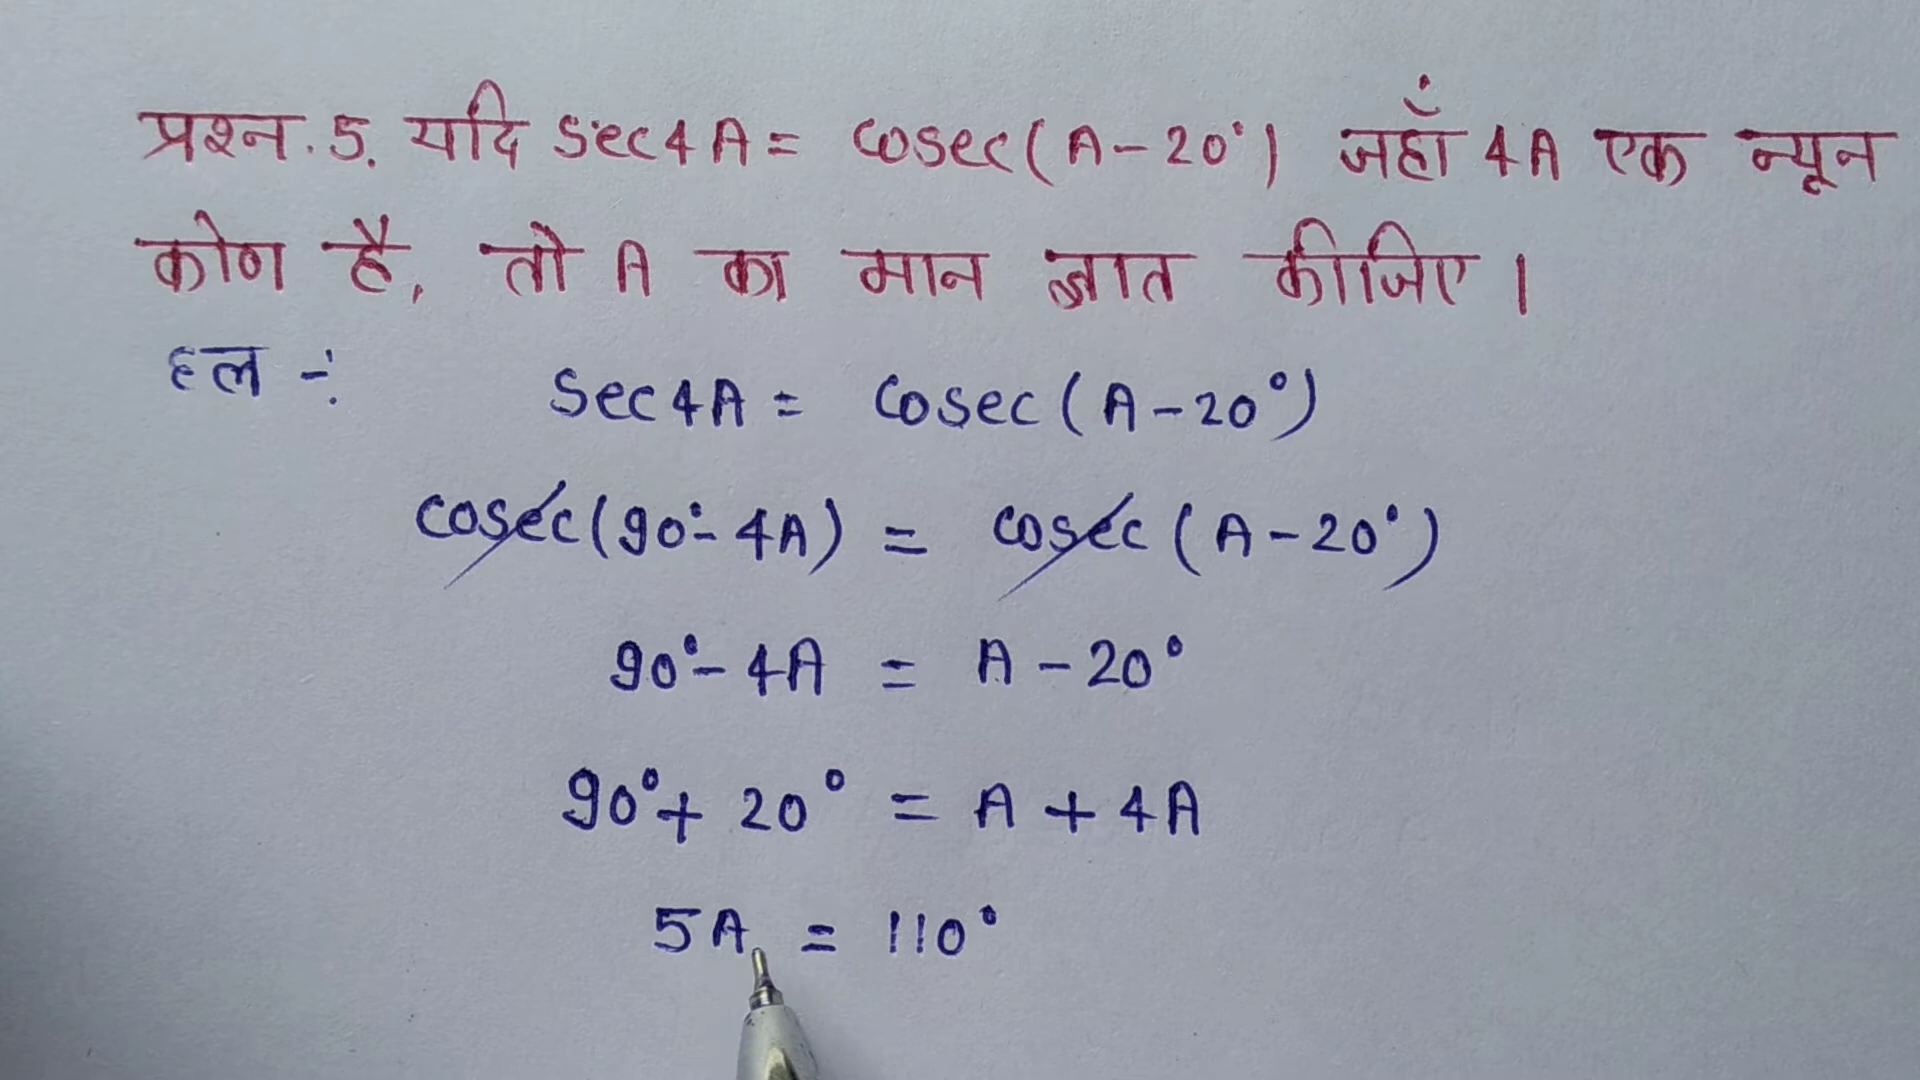 प्रश्न.5. यदि sec4A = cosec(A-20°) जहाँ 4A एक न्यून
कोण है, तो A का मान ज्ञात कीजिए।
हल -: sec4A = cosec(A-20°)
cosec(90°-4A) = cosec(A-20°)
90°-4A = A-20°
90°+20° = A+4A
5A = 110°